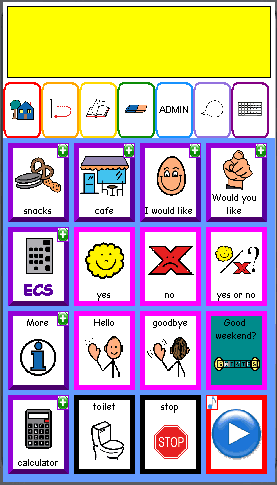 ADMIN
snacks
cafe
I would like
Would you
like
ECS
yes
no
yes or no
More
Hello
goodbye
Good
weekend?
calculator
toilet
stop
STOP